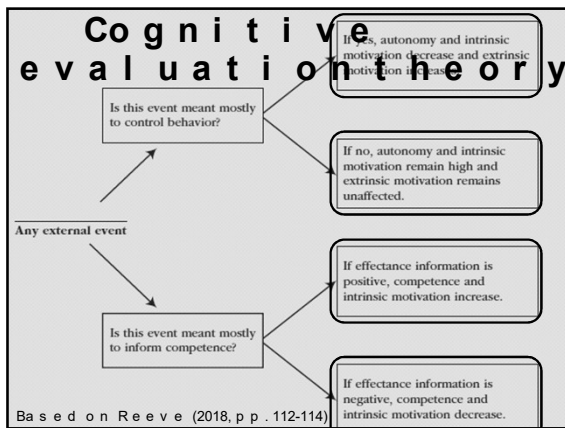 Cognitive
evaluation theory
If yes, autonomy and intrinsic
motivation decrease and extrinsic
motivation increases.
Is this event meant mostly
to control behavior?
If no, autonomy and intrinsic
motivation remain high and
extrinsic motivation remains
unaffected.
Any external event
If effectance information is
positive, competence and
intrinsic motivation increase.
Is this event meant mostly
to inform competence?
If effectance information is
negative, competence and
intrinsic motivation decrease.
Based on Reeve (2018, pp. 112-114)